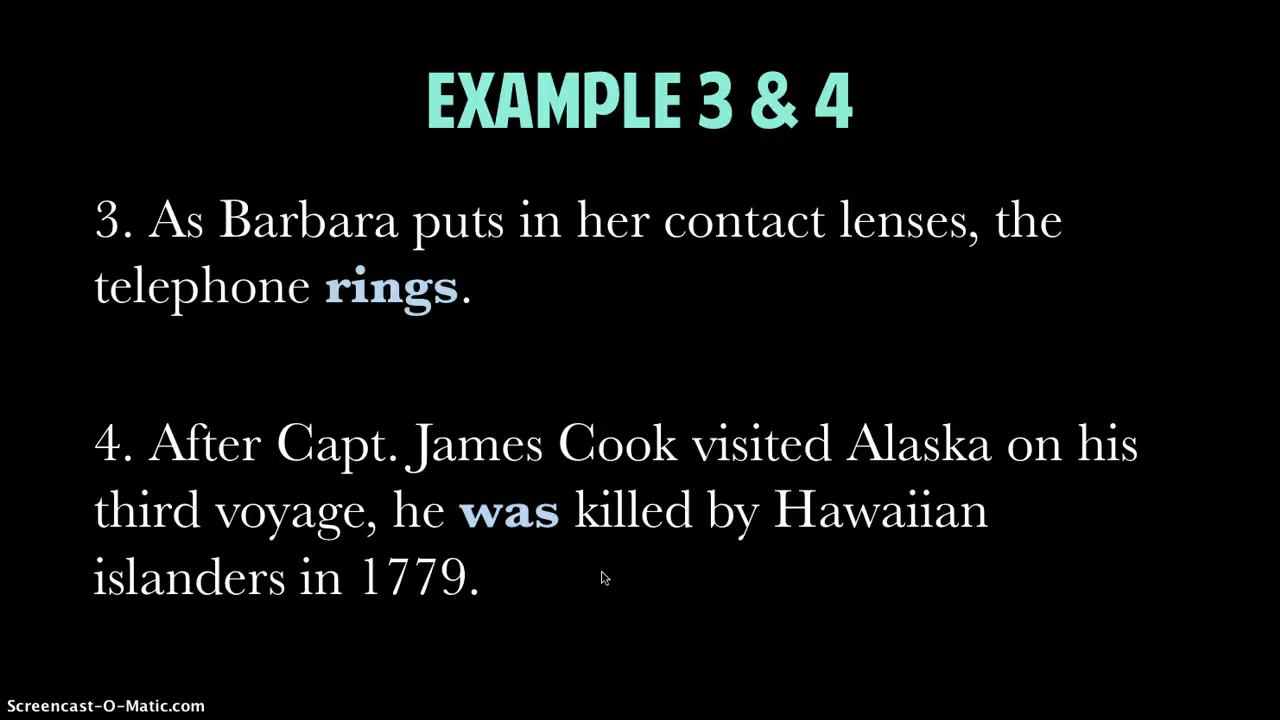 EXAMPLE 3 & 4
3. As Barbara puts in her contact lenses, the
telephone rings.
4. After Capt. James Cook visited Alaska on his
third voyage, he was killed by Hawaiian
islanders in 1779.
Screencast-O-Matic.com